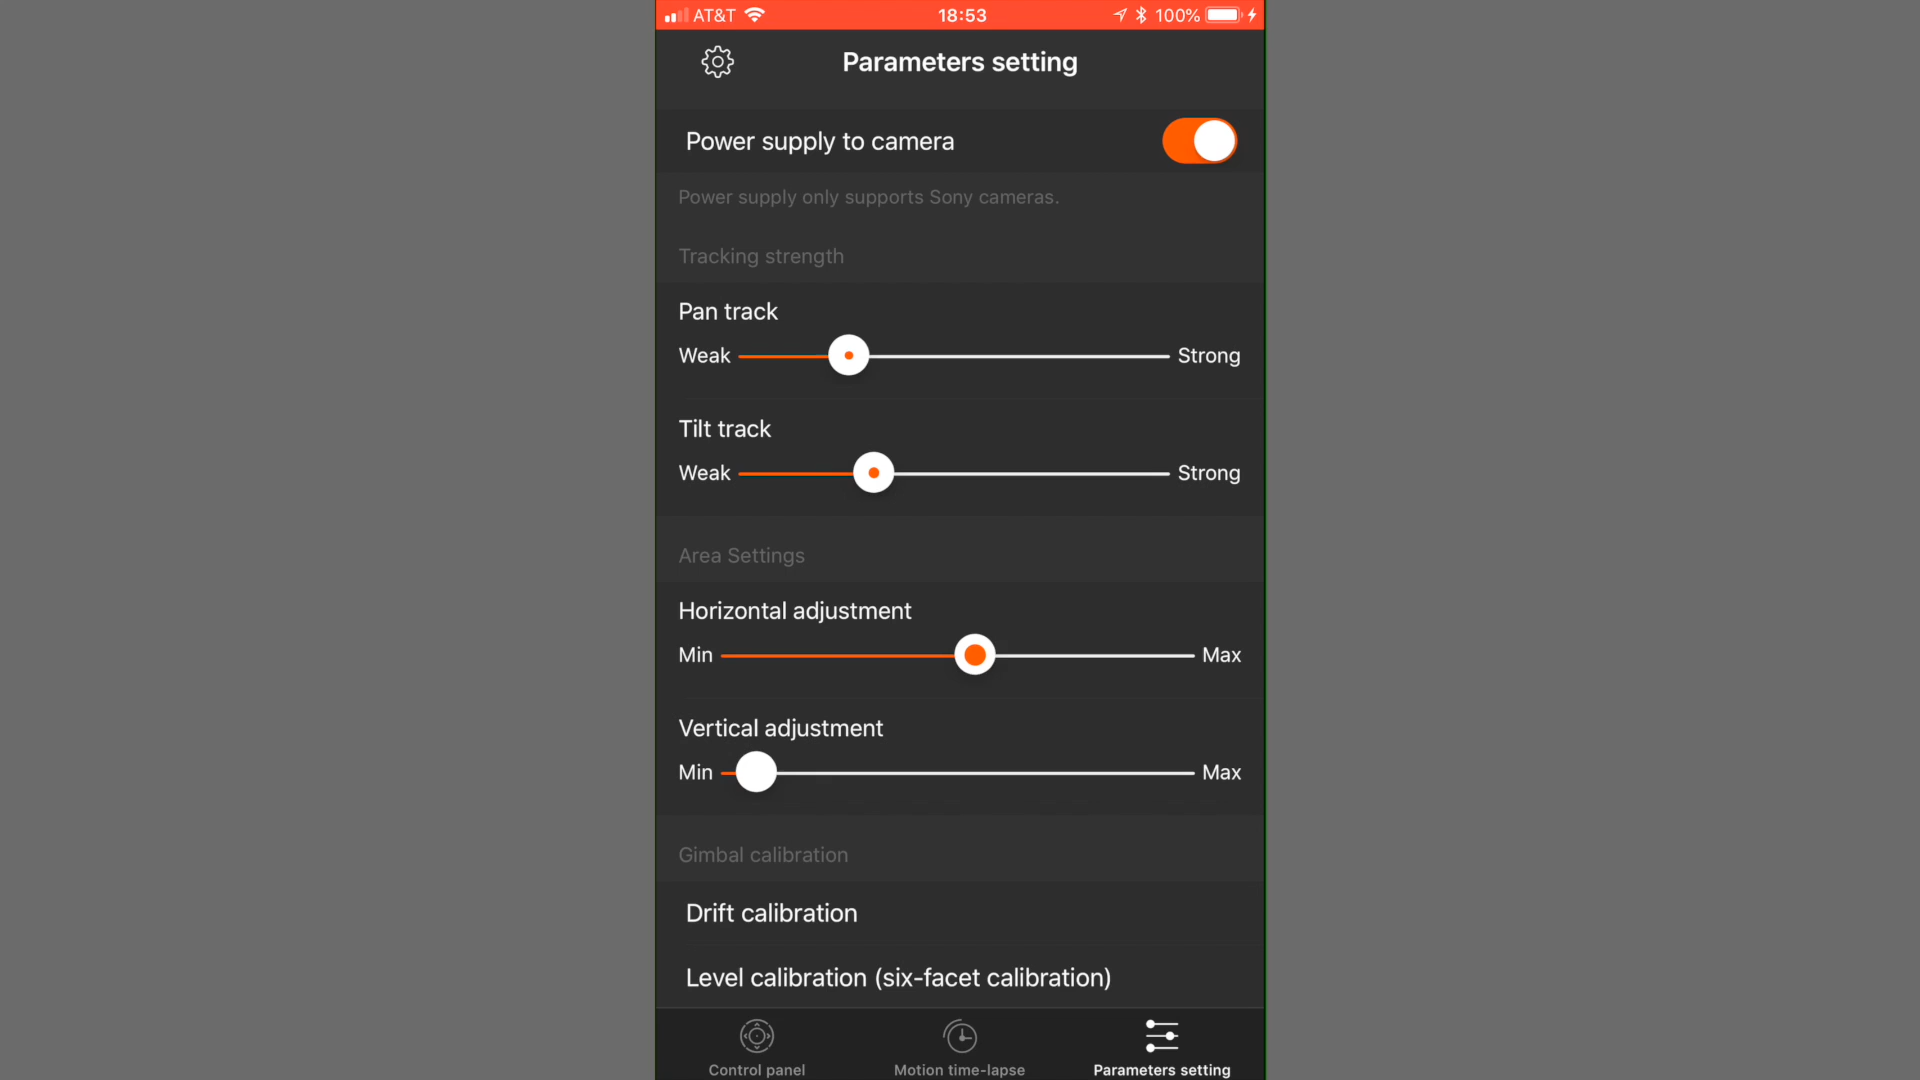 AT&T 18:53 100%
Parameters setting
Power supply to camera
Power supply only supports Sony cameras.
Tracking strength
Pan track
Weak Strong
Tilt track
Weak Strong
Area Settings
Horizontal adjustment
Min Max
Vertical adjustment
Min Max
Gimbal calibration
Drift calibration
Level calibration (six-facet calibration)
Control panel Motion time-lapse Parameters setting